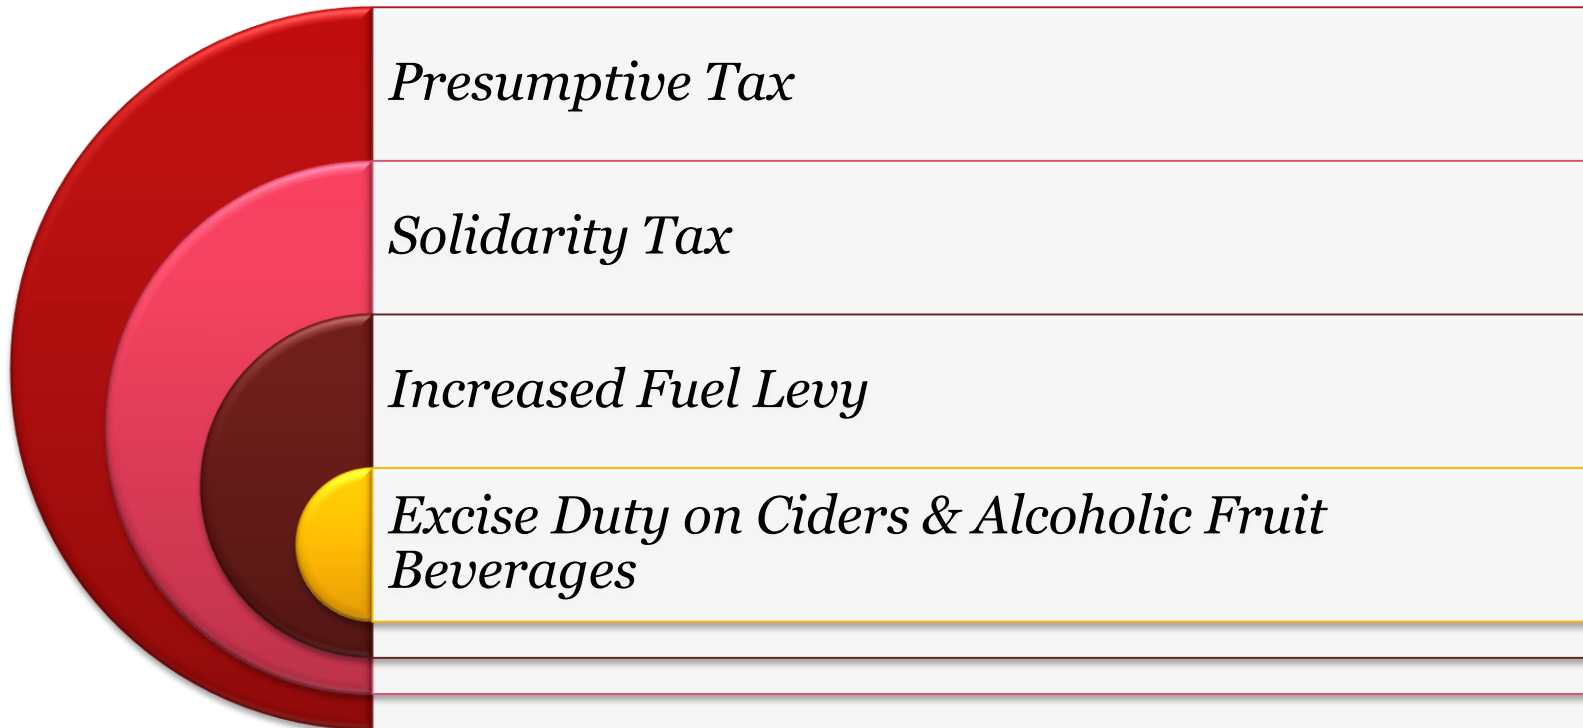 Presumptive Tax
Solidarity Tax
Increased Fuel Levy
Excise Duty on Ciders & Alcoholic Fruit
Beverages